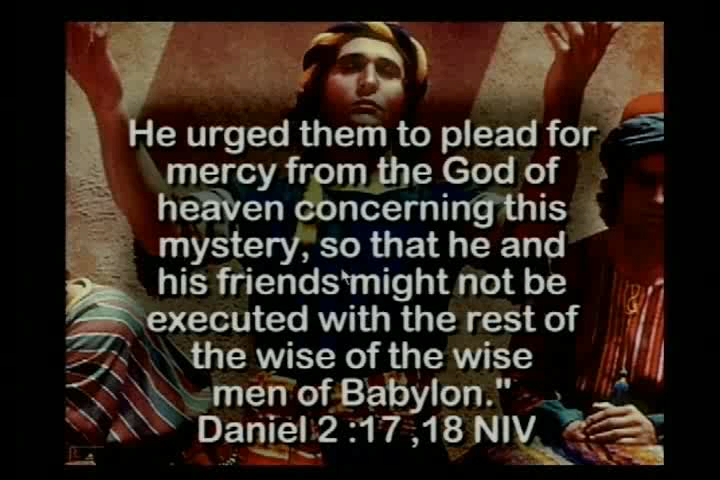 He urged them to plead for
mercy from the God of
heaven concerning this
mystery, so that he and
his friends might not be
executed with the rest of
the wise of the wise
men of Babylon."
Daniel 2 :17 ,18 NIV